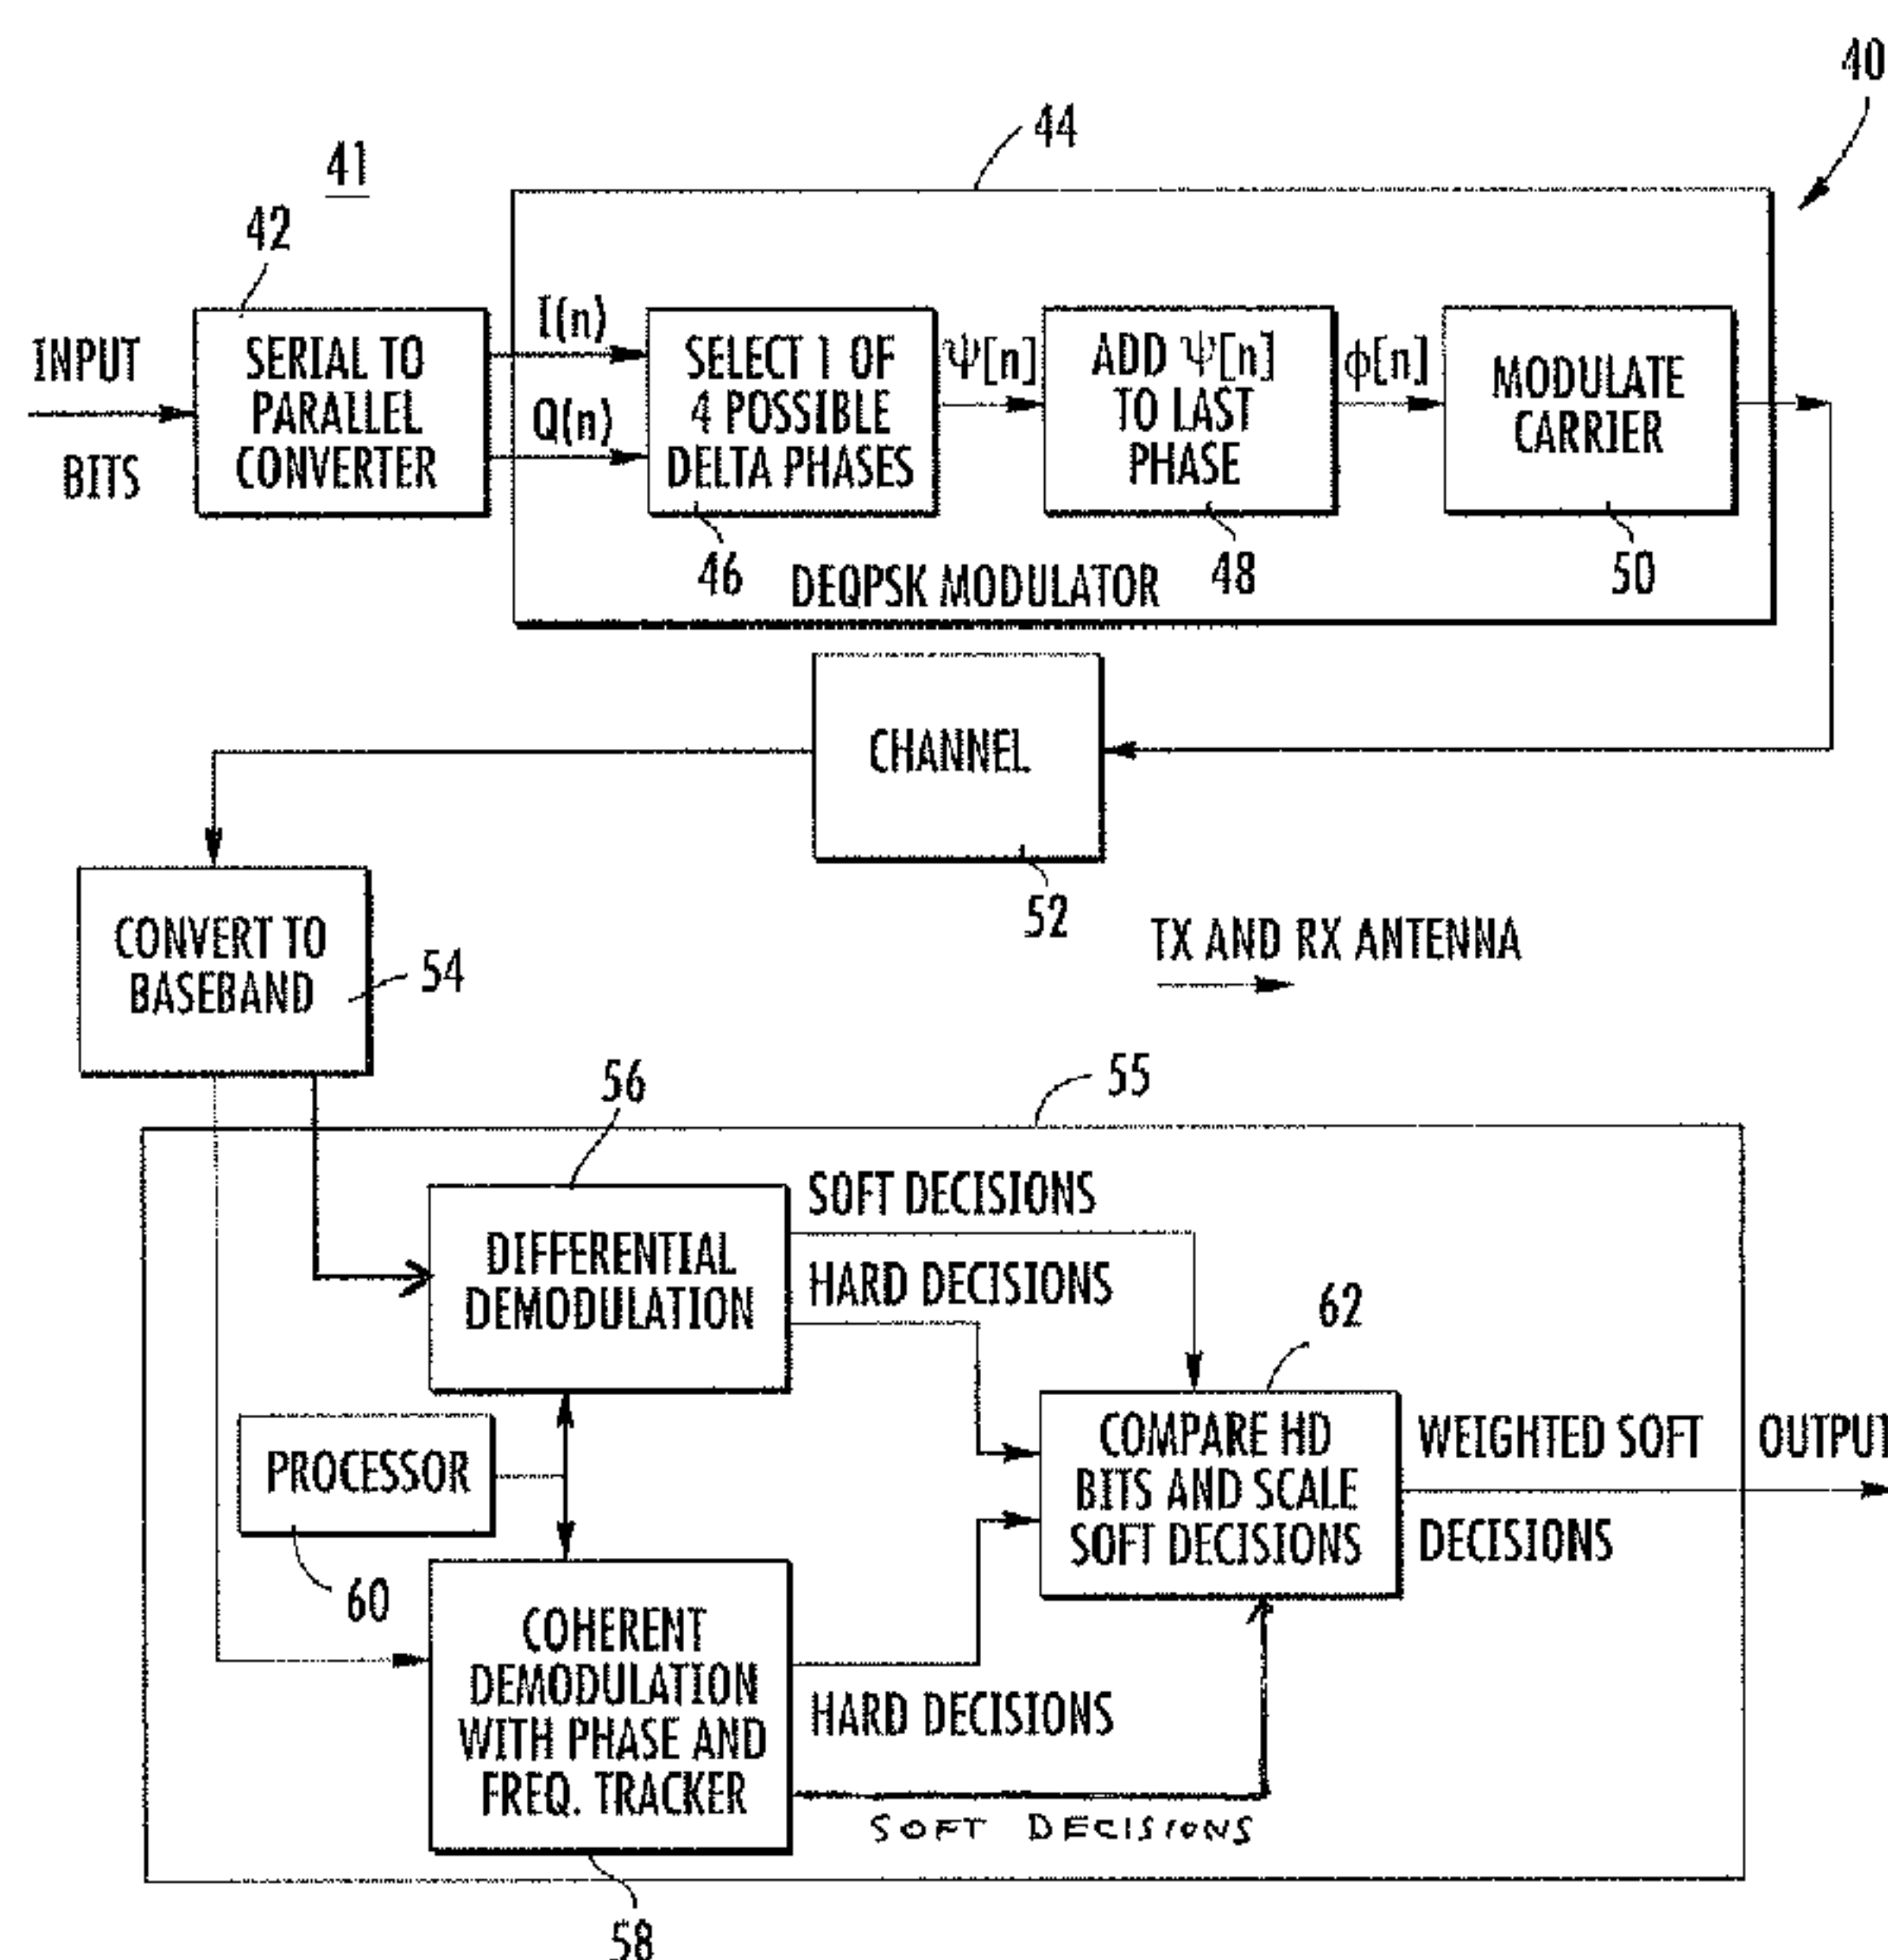 40
44
41
42
INPUT
BITS
SERIAL TO
PARALLEL
CONVERTER
I(n)
Q(n)
SELECT 1 OF
4 POSSIBLE
DELTA PHASES
46
Ψ[n]
ADD Ψ[n]
TO LAST
PHASE
48
ϕ[n]
MODULATE
CARRIER
50
DEQPSK MODULATOR
CHANNEL
52
TX AND RX ANTENNA
CONVERT TO
BASEBAND
54
55
56
DIFFERENTIAL
DEMODULATION
SOFT DECISIONS
HARD DECISIONS
62
PROCESSOR
60
COMPARE HD
BITS AND SCALE
SOFT DECISIONS
WEIGHTED SOFT
DECISIONS
OUTPUT
COHERENT
DEMODULATION
WITH PHASE AND
FREQ. TRACKER
HARD DECISIONS
SOFT DECISIONS
58